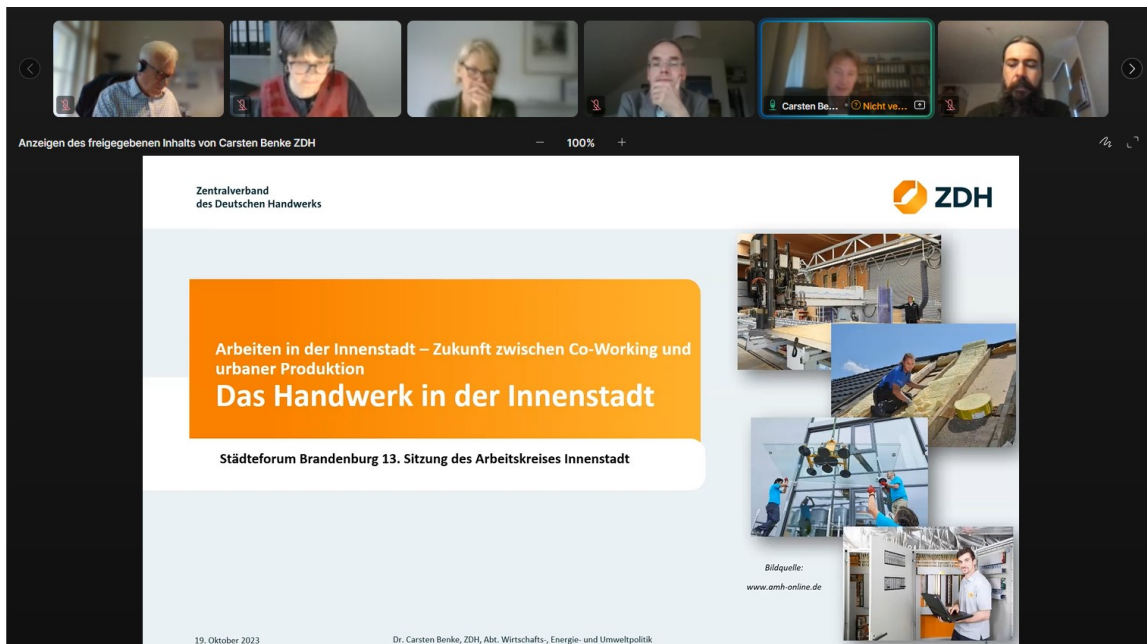 Carsten Be...
Nicht ve...
Anzeigen des freigegebenen Inhalts von Carsten Benke ZDH
100%
Zentralverband
des Deutschen Handwerks
ZDH
Arbeiten in der Innenstadt – Zukunft zwischen Co-Working und
urbaner Produktion
Das Handwerk in der Innenstadt
Städteforum Brandenburg 13. Sitzung des Arbeitskreises Innenstadt
Bildquelle:
www.amh-online.de
19. Oktober 2023
Dr. Carsten Benke, ZDH, Abt. Wirtschafts-, Energie- und Umweltpolitik